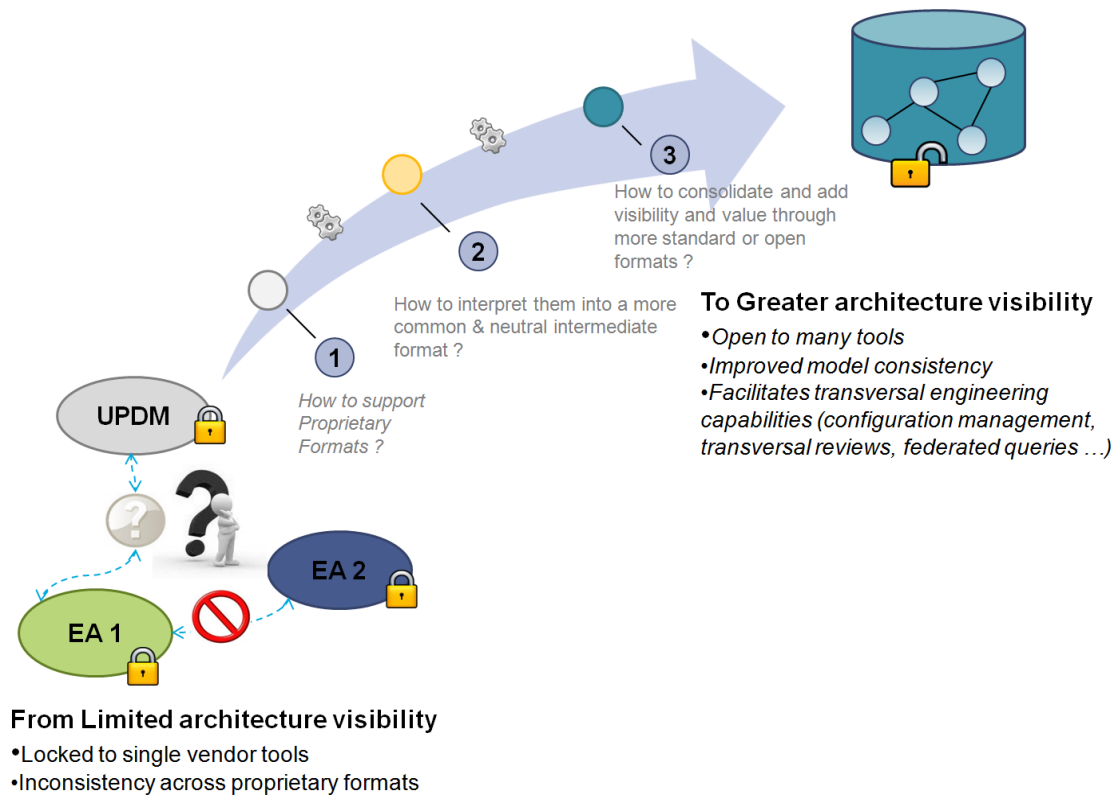 3
How to consolidate and add
visibility and value through
more standard or open
formats ?
2
How to interpret them into a more
common & neutral intermediate
format ?
1
How to support
Proprietary
Formats ?
To Greater architecture visibility
•Open to many tools
•Improved model consistency
•Facilitates transversal engineering
capabilities (configuration management,
transversal reviews, federated queries …)
UPDM
?
?
EA 2
EA 1
From Limited architecture visibility
•Locked to single vendor tools
•Inconsistency across proprietary formats